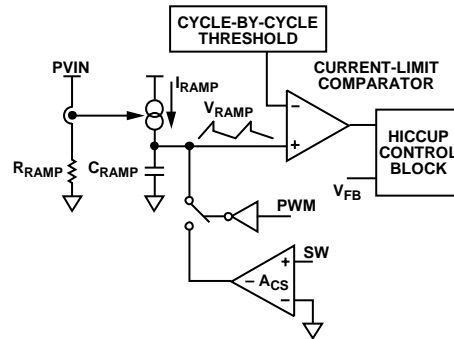 CYCLE-BY-CYCLE
THRESHOLD
PVIN
IRAMP
CURRENT-LIMIT
COMPARATOR
VRAMP
–
+
HICCUP
CONTROL
BLOCK
RRAMP
CRAMP
VFB
PWM
SW
+
– ACS
–